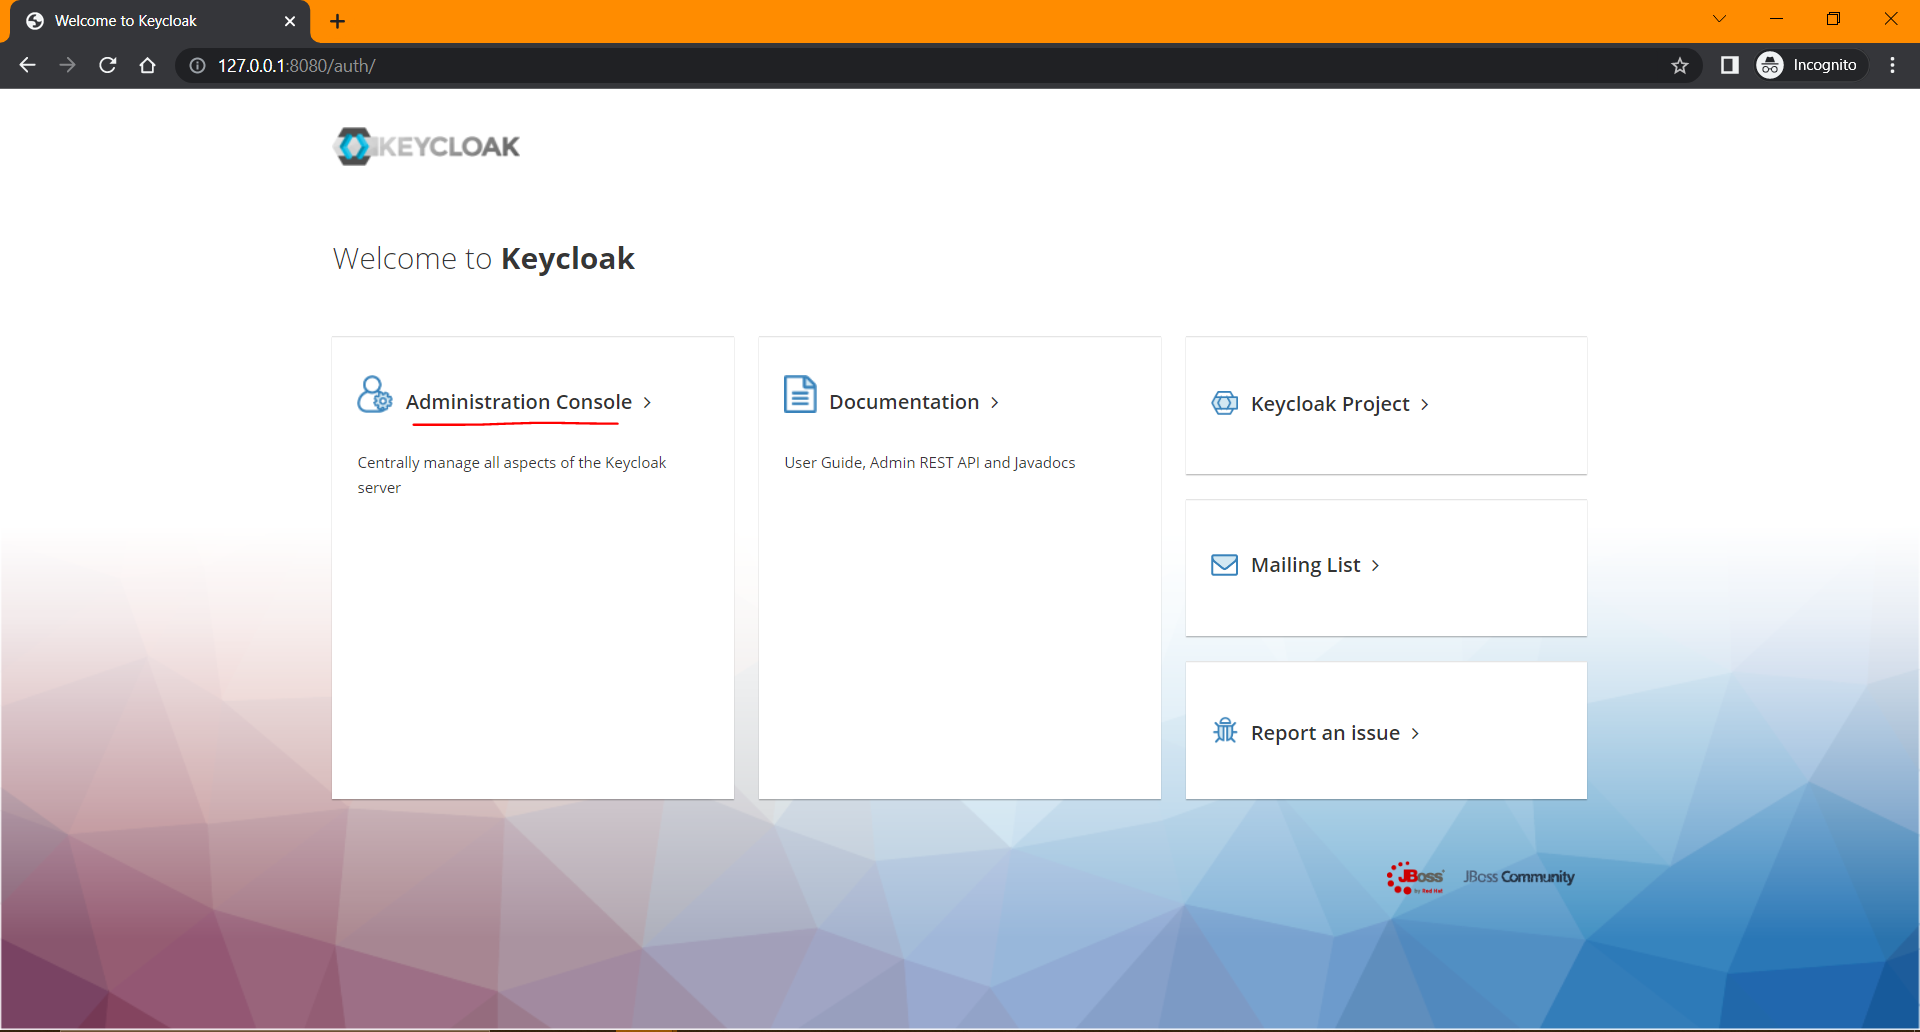 Welcome to Keycloak
127.0.0.1:8080/auth/
Incognito
KEYCLOAK
Welcome to Keycloak
Administration Console
Centrally manage all aspects of the Keycloak
server
Documentation
User Guide, Admin REST API and Javadocs
Keycloak Project
Mailing List
Report an issue
JBoss
by Red Hat
JBoss Community